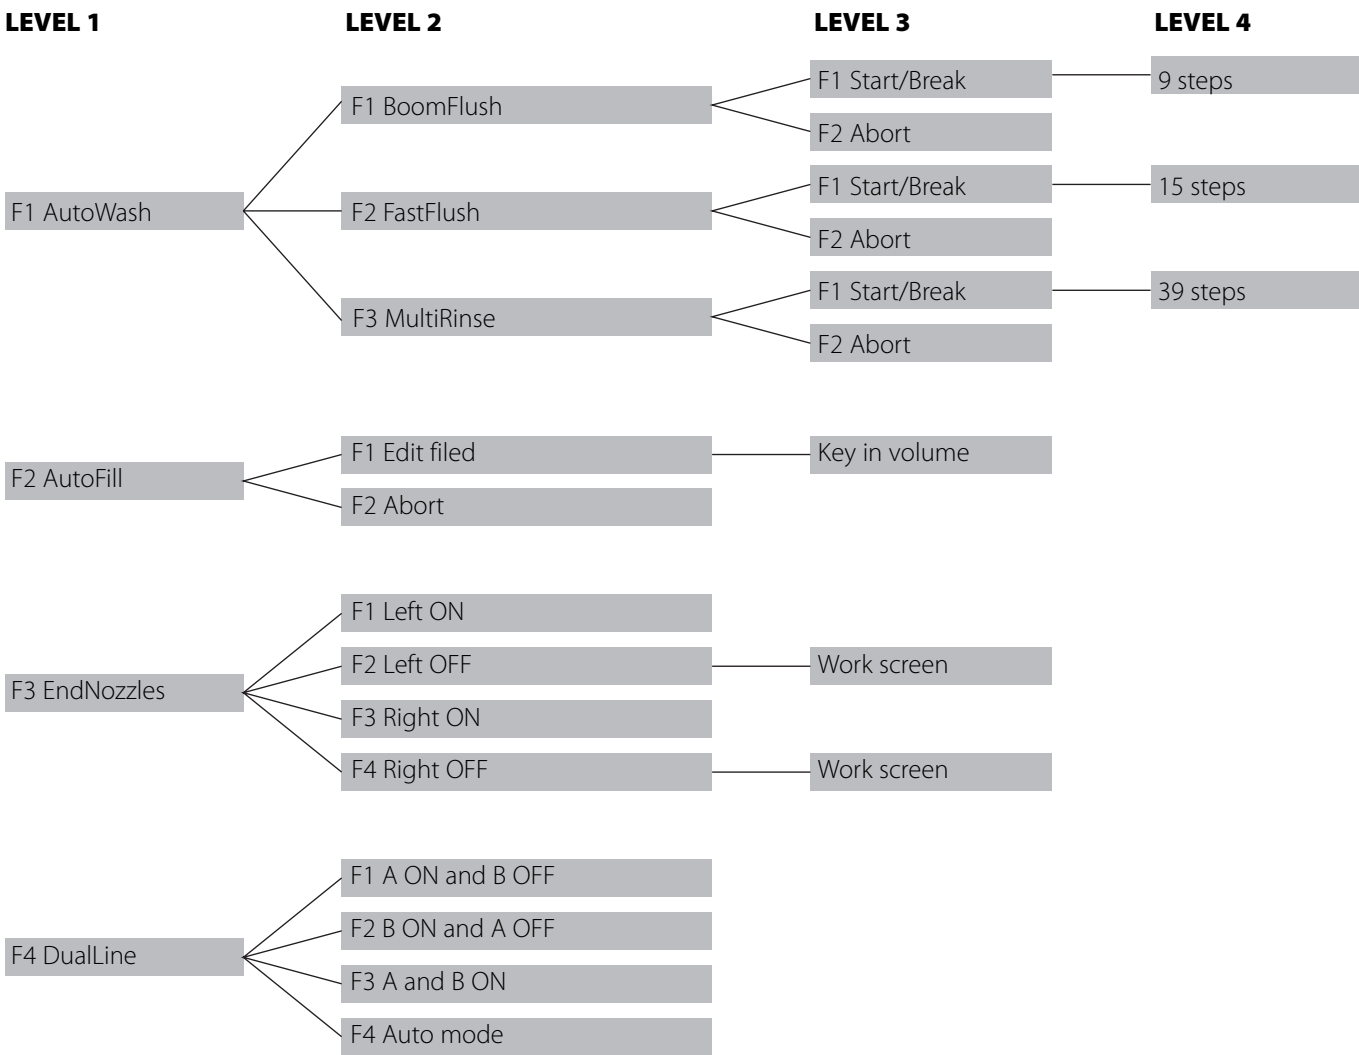 LEVEL 1
LEVEL 2
LEVEL 3
LEVEL 4
F1 AutoWash
F1 BoomFlush
F1 Start/Break
9 steps
F2 Abort
F2 FastFlush
F1 Start/Break
15 steps
F2 Abort
F3 MultiRinse
F1 Start/Break
39 steps
F2 Abort
F2 AutoFill
F1 Edit filed
Key in volume
F2 Abort
F3 EndNozzles
F1 Left ON
F2 Left OFF
Work screen
F3 Right ON
F4 Right OFF
Work screen
F4 DualLine
F1 A ON and B OFF
F2 B ON and A OFF
F3 A and B ON
F4 Auto mode